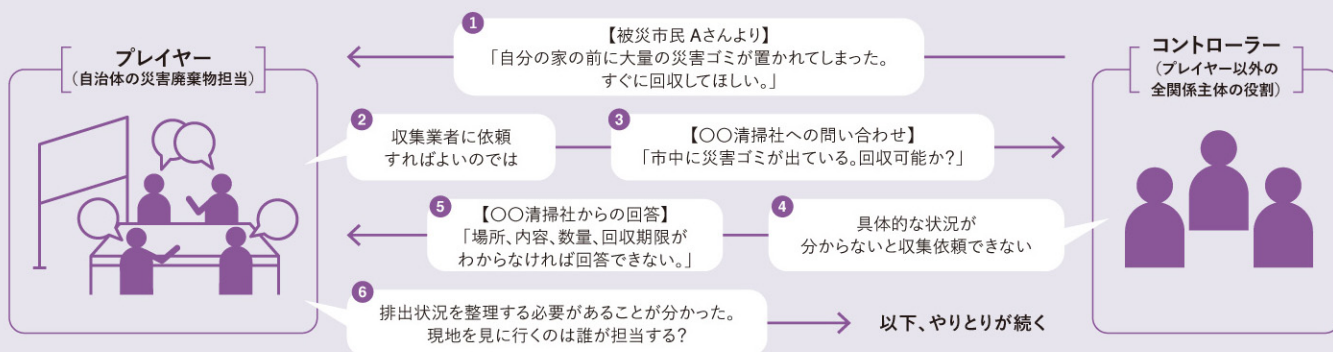 プレイヤー
（自治体の災害廃棄物担当）
1
【被災市民 Aさんより】
「自分の家の前に大量の災害ゴミが置かれてしまった。
すぐに回収してほしい。」
コントローラー
（プレイヤー以外の
全関係主体の役割）
2
収集業者に依頼
すればよいのでは
3
【〇〇清掃社への問い合わせ】
「市中に災害ゴミが出ている。回収可能か?」
4
具体的な状況が
分からないと収集依頼できない
5
【〇〇清掃社からの回答】
「場所、内容、数量、回収期限が
わからなければ回答できない。」
6
排出状況を整理する必要があることが分かった。
現地を見に行くのは誰が担当する?
以下、やりとりが続く